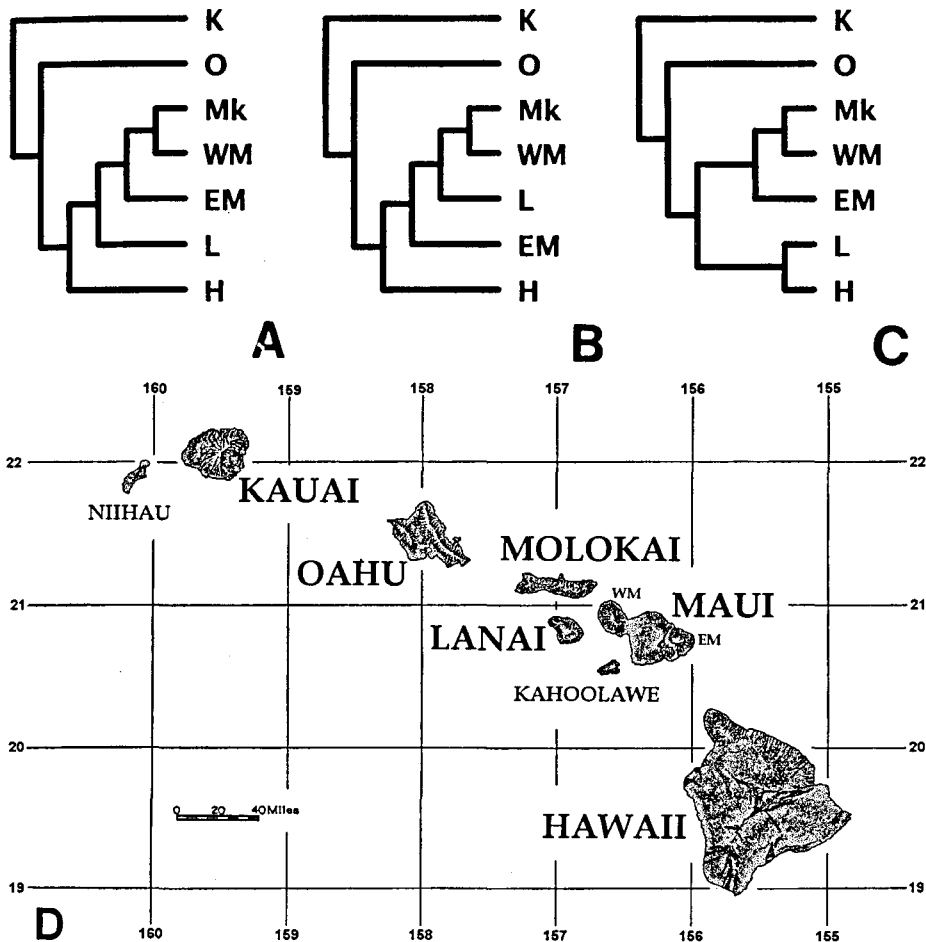 K K K
O O O
Mk Mk Mk
WM WM WM
EM L EM
L EM L
H H H
A B C
160 159 158 157 156 155
22 22
KAUAI
NIIHAU
MOLOKAI
OAHU
WM MAUI
21 21
LANAI EM
KAHOOLAWE
20 20
0 20 40 Miles
HAWAII
19 19
D
160 159 158 157 156 155